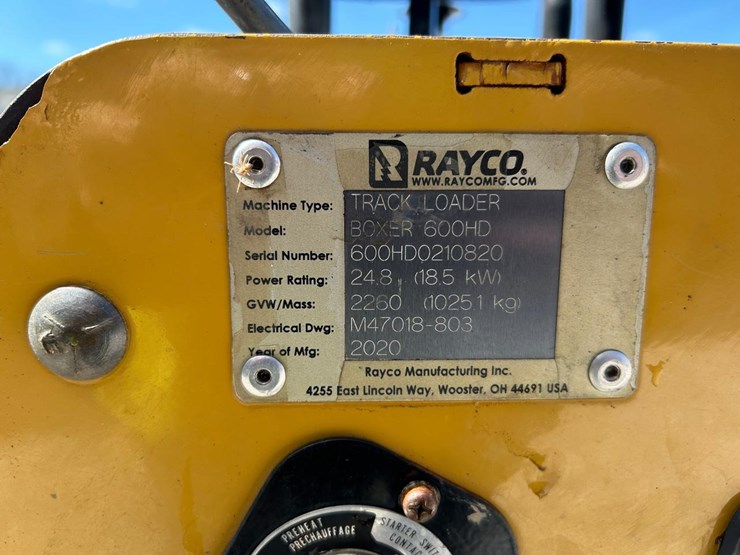 RAYCO.
WWW.RAYCOMFG.COM
Machine Type: TRACK LOADER
Model: BOXER 600HD
Serial Number: 600HD0210820
Power Rating: 24.8 (18.5 kW)
GVW/Mass: 2260 (1025.1 kg)
Electrical Dwg: M47018-803
Year of Mfg: 2020
Rayco Manufacturing Inc.
4255 East Lincoln Way, Wooster, OH 44691 USA
PREHEAT
PRECHAUFFAGE
STARTER